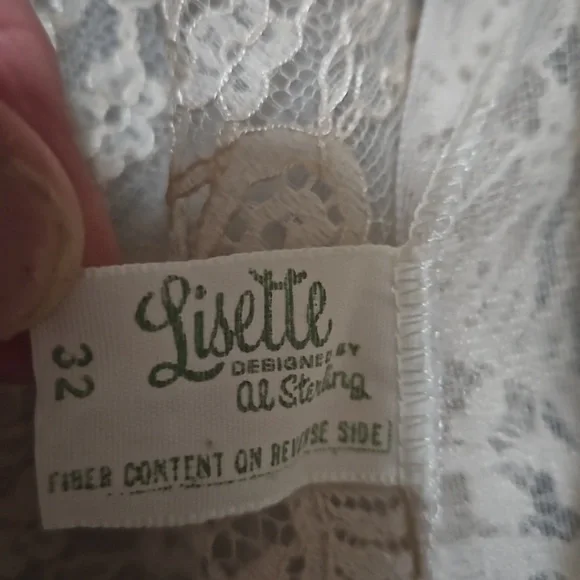 Lisette
DESIGNED BY
Al Sterling
32
FIBER CONTENT ON REVERSE SIDE